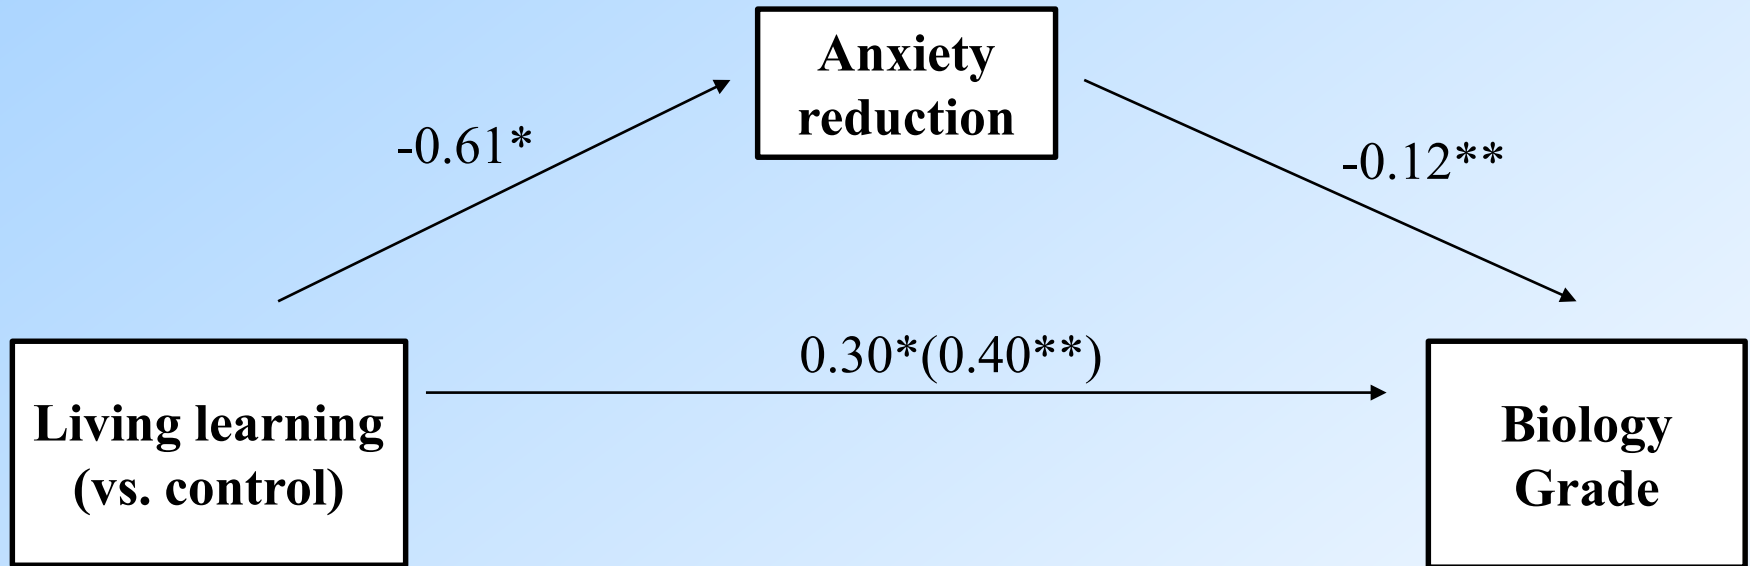 Anxiety
reduction
-0.61*
-0.12**
0.30*(0.40**)
Living learning
(vs. control)
Biology
Grade